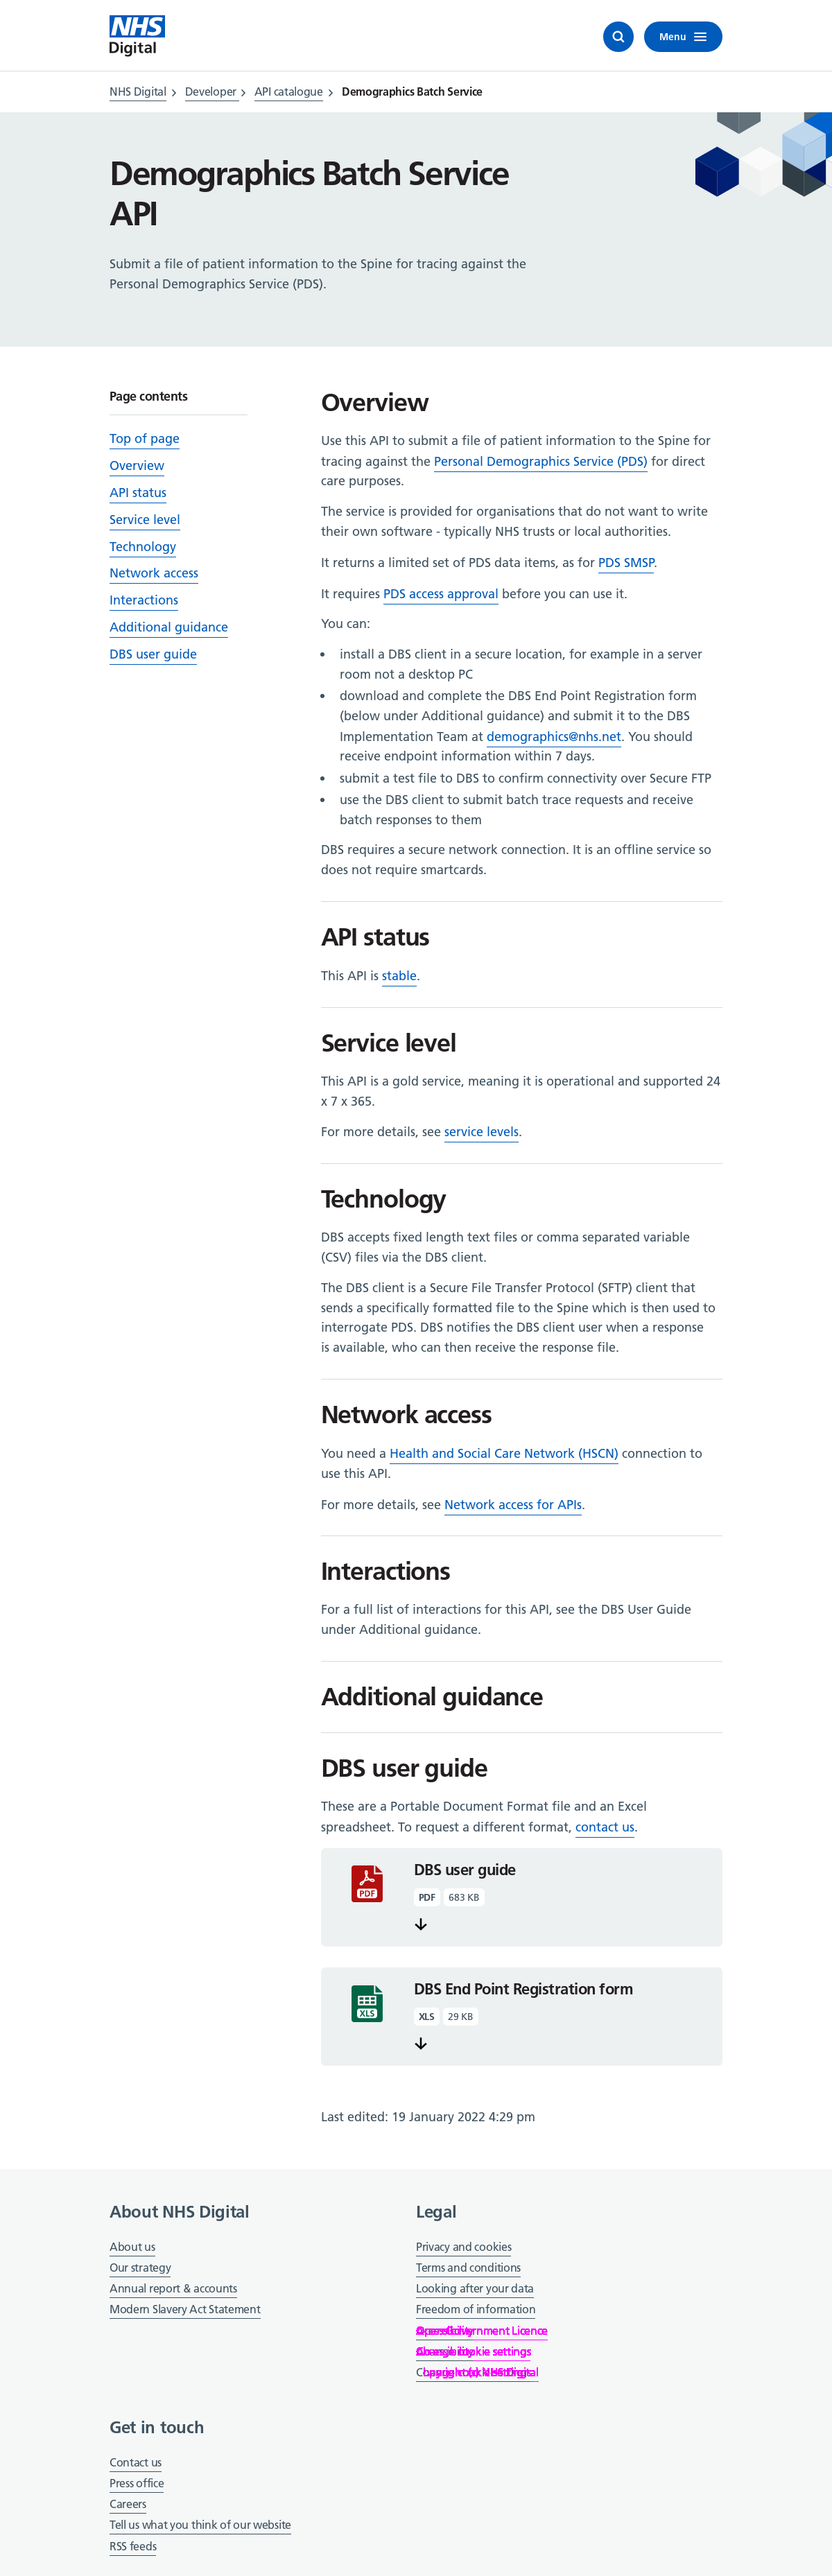 NHS
Digital
Menu
NHS Digital
Developer
API catalogue
Demographics Batch Service
Demographics Batch Service
API
Submit a file of patient information to the Spine for tracing against the
Personal Demographics Service (PDS).
Page contents
Top of page
Overview
API status
Service level
Technology
Network access
Interactions
Additional guidance
DBS user guide
Overview
Use this API to submit a file of patient information to the Spine for
tracing against the Personal Demographics Service (PDS) for direct
care purposes.
The service is provided for organisations that do not want to write
their own software - typically NHS trusts or local authorities.
It returns a limited set of PDS data items, as for PDS SMSP.
It requires PDS access approval before you can use it.
You can:
install a DBS client in a secure location, for example in a server
room not a desktop PC
download and complete the DBS End Point Registration form
(below under Additional guidance) and submit it to the DBS
Implementation Team at demographics@nhs.net. You should
receive endpoint information within 7 days.
submit a test file to DBS to confirm connectivity over Secure FTP
use the DBS client to submit batch trace requests and receive
batch responses to them
DBS requires a secure network connection. It is an offline service so
does not require smartcards.
API status
This API is stable.
Service level
This API is a gold service, meaning it is operational and supported 24
x 7 x 365.
For more details, see service levels.
Technology
DBS accepts fixed length text files or comma separated variable
(CSV) files via the DBS client.
The DBS client is a Secure File Transfer Protocol (SFTP) client that
sends a specifically formatted file to the Spine which is then used to
interrogate PDS. DBS notifies the DBS client user when a response
is available, who can then receive the response file.
Network access
You need a Health and Social Care Network (HSCN) connection to
use this API.
For more details, see Network access for APIs.
Interactions
For a full list of interactions for this API, see the DBS User Guide
under Additional guidance.
Additional guidance
DBS user guide
These are a Portable Document Format file and an Excel
spreadsheet. To request a different format, contact us.
PDF
DBS user guide
PDF 683 KB
XLS
DBS End Point Registration form
XLS 29 KB
Last edited: 19 January 2022 4:29 pm
About NHS Digital
About us
Our strategy
Annual report & accounts
Modern Slavery Act Statement
Legal
Privacy and cookies
Terms and conditions
Looking after your data
Freedom of information
Licence
settings
NHS Digital
Get in touch
Contact us
Press office
Careers
Tell us what you think of our website
RSS feeds